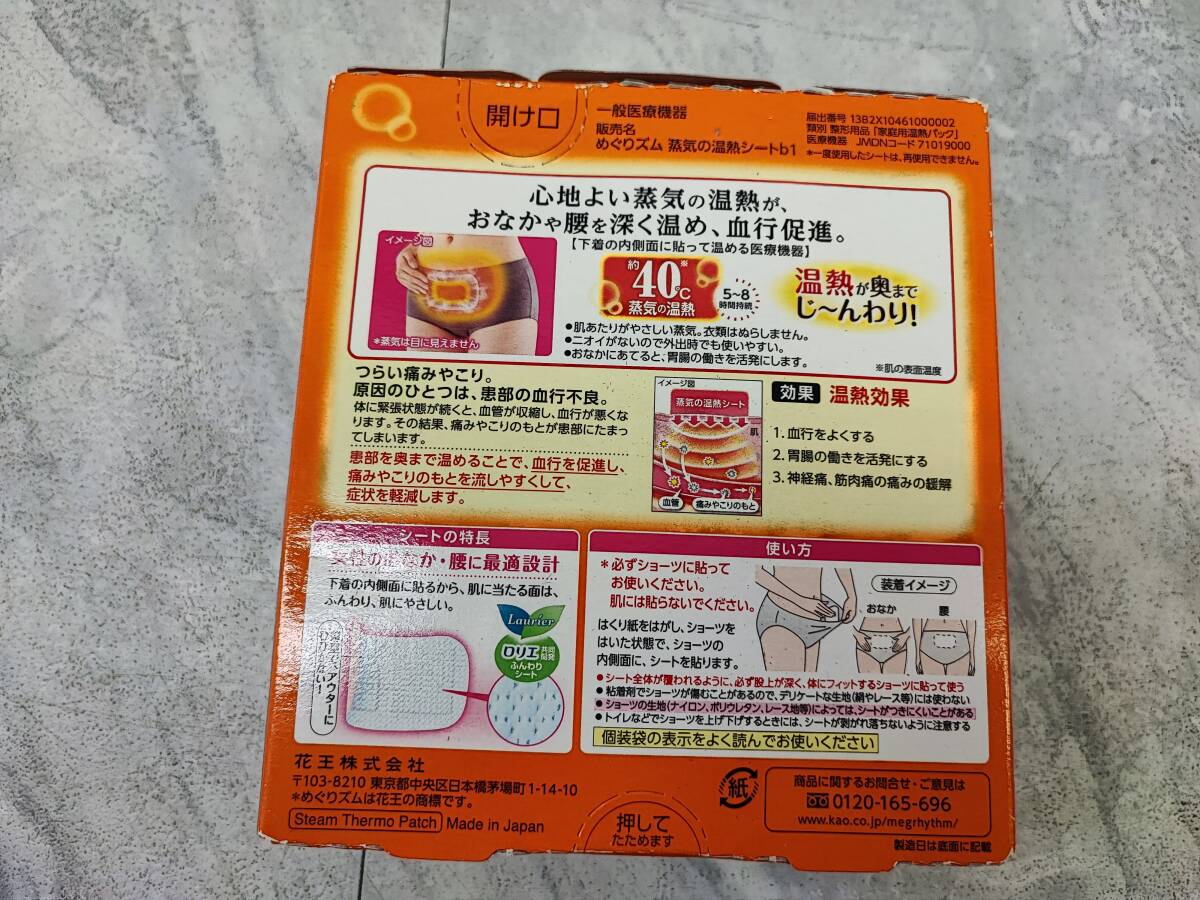 開け口
一般医療機器
販売名
めぐりズム 蒸気の温熱シートb1
届出番号 13B2X10461000002
類別 整形用品「家庭用温熱パック」
医療機器 JMDNコード 71019000
*一度使用したシートは、再使用できません。
心地よい蒸気の温熱が、
おなかや腰を深く温め、血行促進。
【下着の内側面に貼って温める医療機器】
イメージ図
*蒸気は目に見えません
約40℃※
蒸気の温熱
5~8
時間持続
温熱が奥まで
じ~んわり!
●肌あたりがやさしい蒸気。衣類はぬらしません。
●ニオイがないので外出時でも使いやすい。
●おなかにあてると、胃腸の働きを活発にします。
※肌の表面温度
つらい痛みやこり。
原因のひとつは、患部の血行不良。
体に緊張状態が続くと、血管が収縮し、血行が悪くな
ります。その結果、痛みやこりのもとが患部にたまっ
てしまいます。
患部を奥まで温めることで、血行を促進し、
痛みやこりのもとを流しやすくして、
症状を軽減します。
イメージ図
蒸気の温熱シート
肌
血管
痛みやこりのもと
効果 温熱効果
1. 血行をよくする
2. 胃腸の働きを活発にする
3. 神経痛、筋肉痛の痛みの緩解
シートの特長
女性のおなか・腰に最適設計
下着の内側面に貼るから、肌に当たる面は、
ふんわり、肌にやさしい。
Laurier
ロリエ 共同開発
ふんわり
シート
アウターに
ひびかない!
使い方
*必ずショーツに貼って
お使いください。
肌には貼らないでください。
はくり紙をはがし、ショーツを
はいた状態で、ショーツの
内側面に、シートを貼ります。
装着イメージ
おなか
腰
●シート全体が覆われるように、必ず股上が深く、体にフィットするショーツに貼って使う
●粘着剤でショーツが傷むことがあるので、デリケートな生地(絹やレース等)には使わない
●ショーツの生地(ナイロン、ポリウレタン、レース地等)によっては、シートがつきにくいことがある
●トイレなどでショーツを上げ下げするときには、シートが剥がれ落ちないように注意する
個装袋の表示をよく読んでお使いください
花王株式会社
〒103-8210 東京都中央区日本橋茅場町1-14-10
*めぐりズムは花王の商標です。
Steam Thermo Patch Made in Japan
押して
たためます
紙
商品に関するお問合せ・ご意見は
0120-165-696
www.kao.co.jp/megrhythm/
製造日は底面に記載